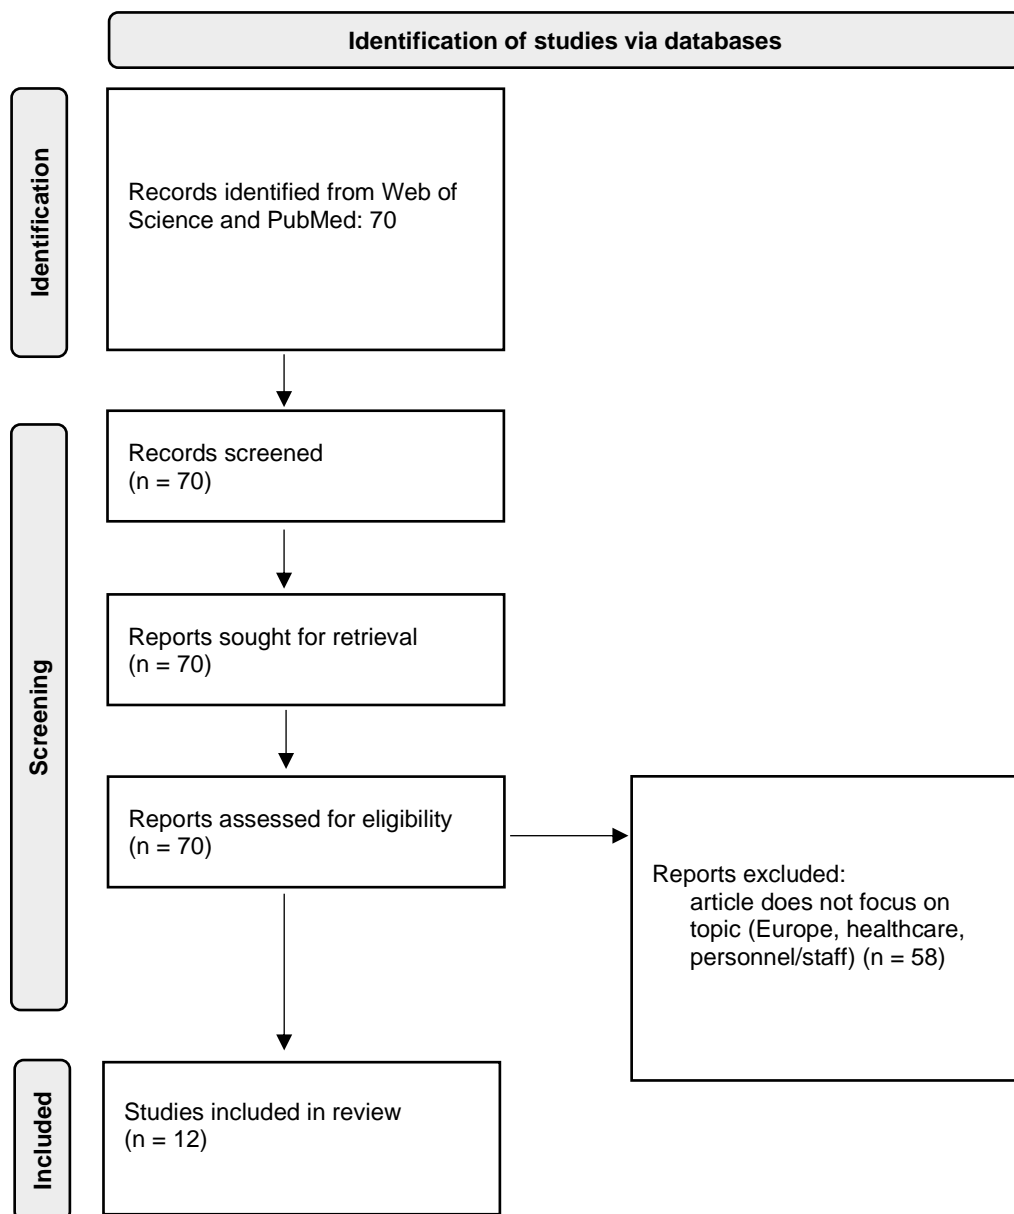 Identification of studies via databases
Identification
Records identified from Web of
Science and PubMed: 70
Screening
Records screened
(n = 70)
Reports sought for retrieval
(n = 70)
Reports assessed for eligibility
(n = 70)
Reports excluded:
article does not focus on
topic (Europe, healthcare,
personnel/staff) (n = 58)
Included
Studies included in review
(n = 12)